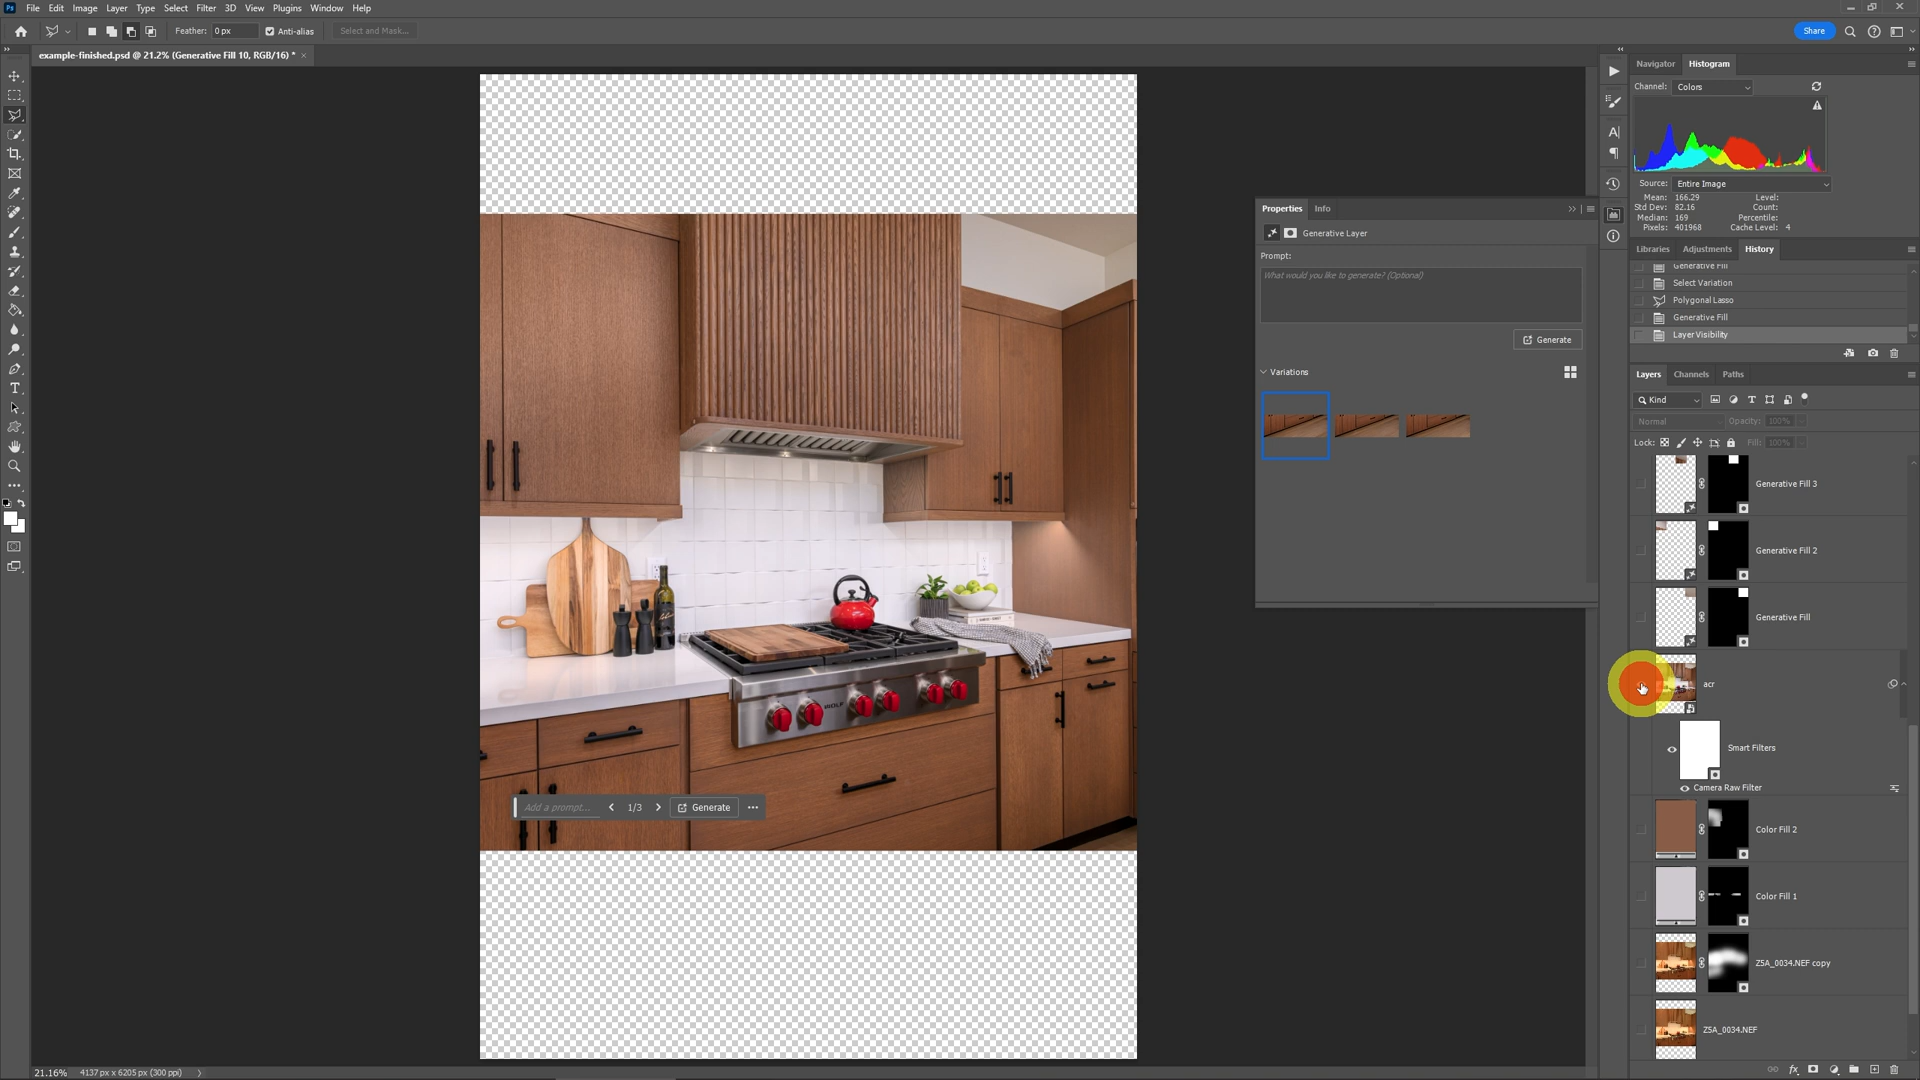 File Edit Image Layer Type Select Filter 3D View Plugins Window Help
Feather: 0 px Anti-alias Select and Mask... Share
example-finished.psd @ 21.2% (Generative Fill 10, RGB/16) *
Navigator Histogram
Channel: Colors
Source: Entire Image
Mean: 166.29 Level:
Std Dev: 82.16 Count:
Median: 169 Percentile:
Pixels: 401968 Cache Level: 4
Libraries Adjustments History
Generative Fill
Select Variation
Polygonal Lasso
Generative Fill
Layer Visibility
Properties Info
Generative Layer
Prompt:
What would you like to generate? (Optional)
Generate
Variations
Layers Channels Paths
Kind
Normal Opacity: 100%
Lock: Fill: 100%
Generative Fill 3
Generative Fill 2
Generative Fill
acr
Smart Filters
Camera Raw Filter
Color Fill 2
Color Fill 1
Z5A_0034.NEF copy
Z5A_0034.NEF
WOLF
Add a prompt... 1/3 Generate
21.16% 4137 px x 6205 px (300 ppi)